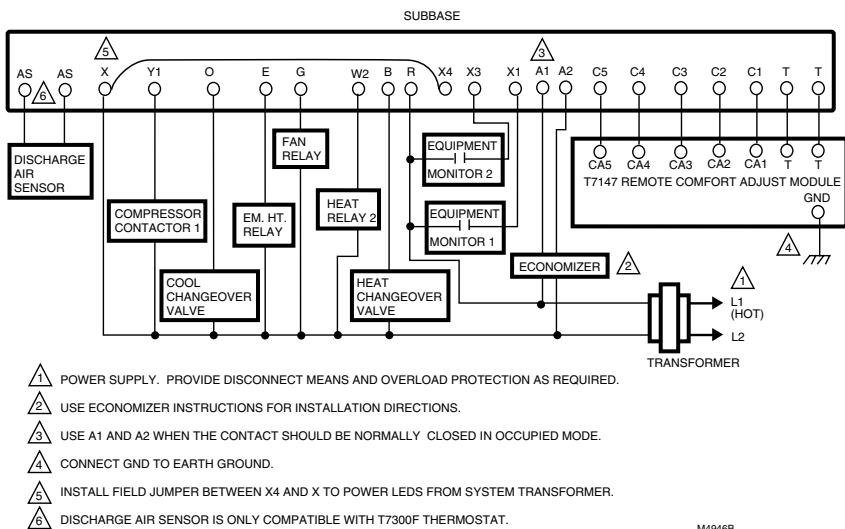 SUBBASE
5
3
AS AS X Y1 O E G W2 B R X4 X3 X1 A1 A2 C5 C4 C3 C2 C1 T T
6
DISCHARGE
AIR
SENSOR
FAN
RELAY
EQUIPMENT
MONITOR 2
CA5 CA4 CA3 CA2 CA1 T T
T7147 REMOTE COMFORT ADJUST MODULE
GND
COMPRESSOR
CONTACTOR 1
EM. HT.
RELAY
HEAT
RELAY 2
EQUIPMENT
MONITOR 1
4
COOL
CHANGEOVER
VALVE
HEAT
CHANGEOVER
VALVE
ECONOMIZER
2
1
L1
(HOT)
L2
TRANSFORMER
1 POWER SUPPLY. PROVIDE DISCONNECT MEANS AND OVERLOAD PROTECTION AS REQUIRED.
2 USE ECONOMIZER INSTRUCTIONS FOR INSTALLATION DIRECTIONS.
3 USE A1 AND A2 WHEN THE CONTACT SHOULD BE NORMALLY CLOSED IN OCCUPIED MODE.
4 CONNECT GND TO EARTH GROUND.
5 INSTALL FIELD JUMPER BETWEEN X4 AND X TO POWER LEDS FROM SYSTEM TRANSFORMER.
6 DISCHARGE AIR SENSOR IS ONLY COMPATIBLE WITH T7300F THERMOSTAT.
M4946B